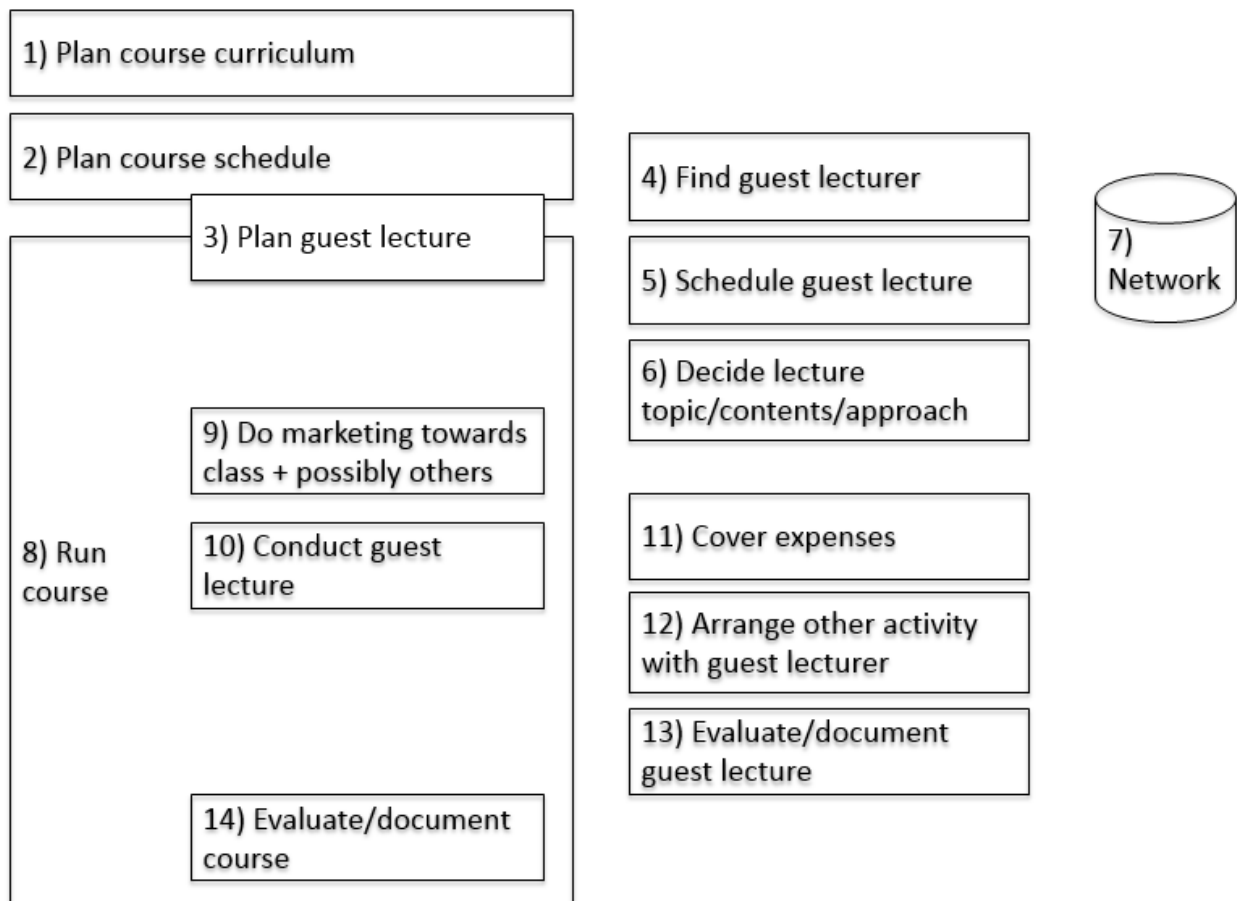 1) Plan course curriculum
2) Plan course schedule
3) Plan guest lecture
4) Find guest lecturer
5) Schedule guest lecture
6) Decide lecture
topic/contents/approach
7)
Network
8) Run
course
9) Do marketing towards
class + possibly others
10) Conduct guest
lecture
11) Cover expenses
12) Arrange other activity
with guest lecturer
13) Evaluate/document
guest lecture
14) Evaluate/document
course